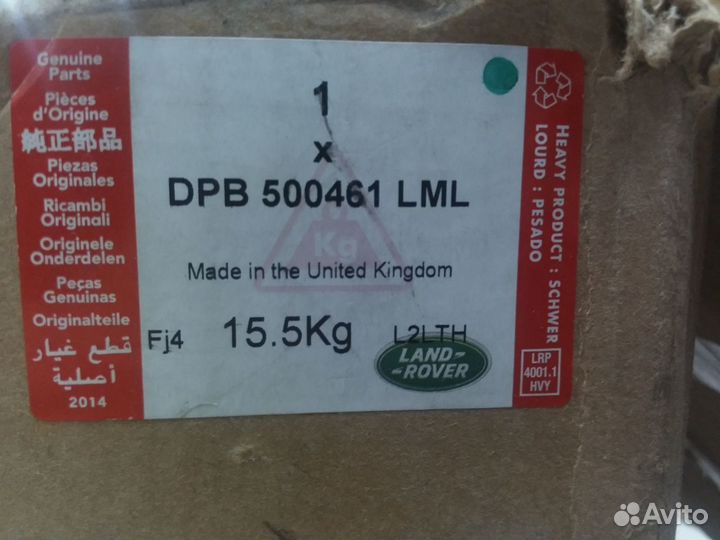 Genuine
Parts
Pièces
d'Origine
純正部品
Piezas
Originales
Ricambi
Originali
Originele
Onderdelen
Peças
Genuinas
Originalteile
قطع غيار
أصلية
2014
1
x
DPB 500461 LML
Kg
Made in the United Kingdom
Fj4 15.5Kg L2LTH
LAND-
-ROVER
HEAVY PRODUCT : SCHWER
LOURD : PESADO
LRP
4001.1
HVY
Avito